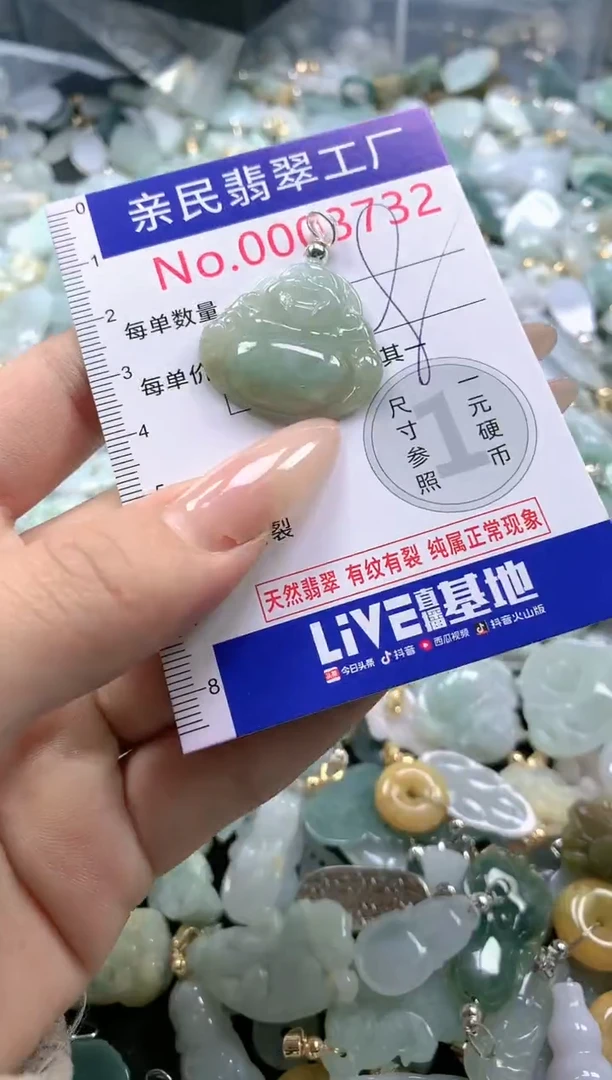 亲民翡翠工厂
No.0003732
0
1
2
3
4
8
每单数量
每单价
其
裂
1
一元硬币
尺寸参照
天然翡翠 有纹有裂 纯属正常现象
LiVE直播基地
今日头条 抖音 西瓜视频 抖音火山版